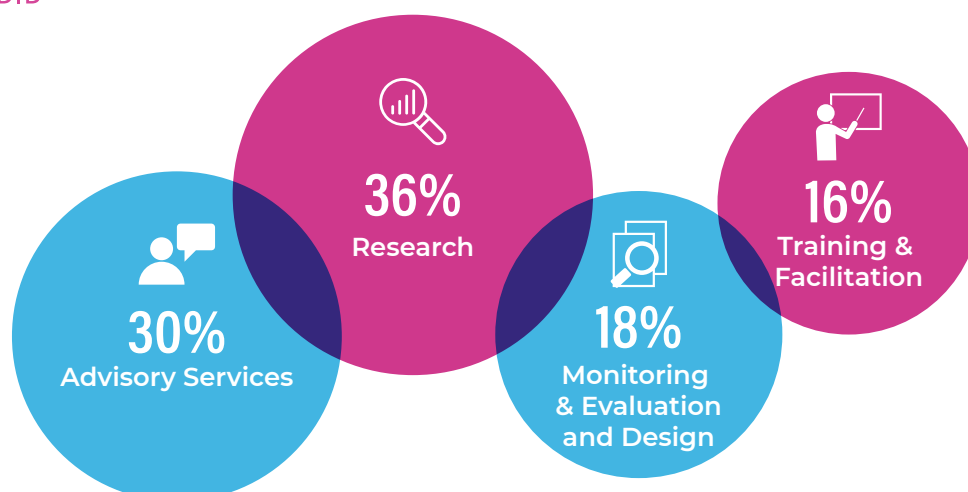 30%
Advisory Services
36%
Research
18%
Monitoring
& Evaluation
and Design
16%
Training &
Facilitation